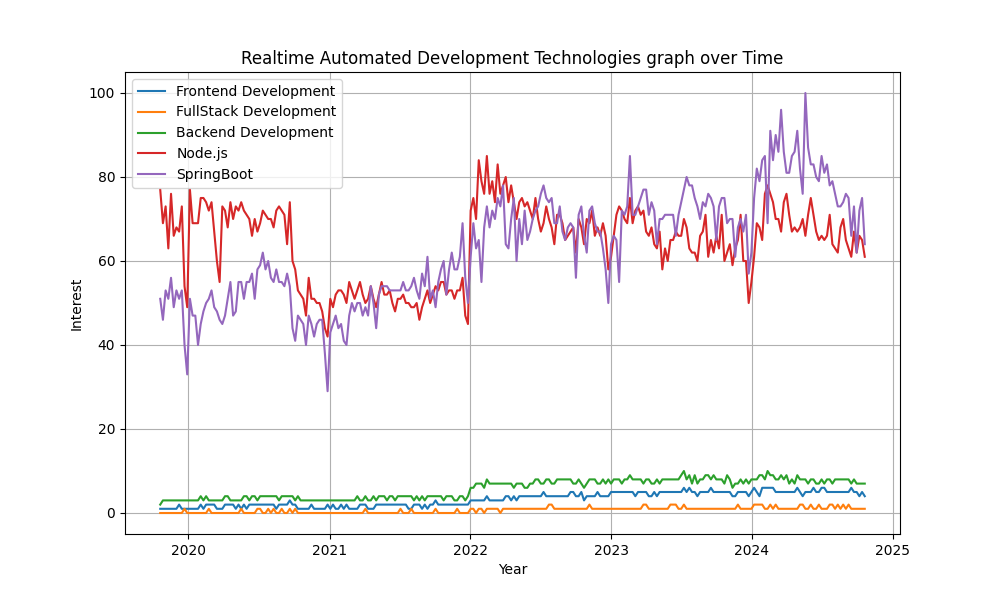 Realtime Automated Development Technologies graph over Time
Frontend Development
FullStack Development
Backend Development
Node.js
SpringBoot
100
80
60
40
20
0
Interest
2020
2021
2022
2023
2024
2025
Year